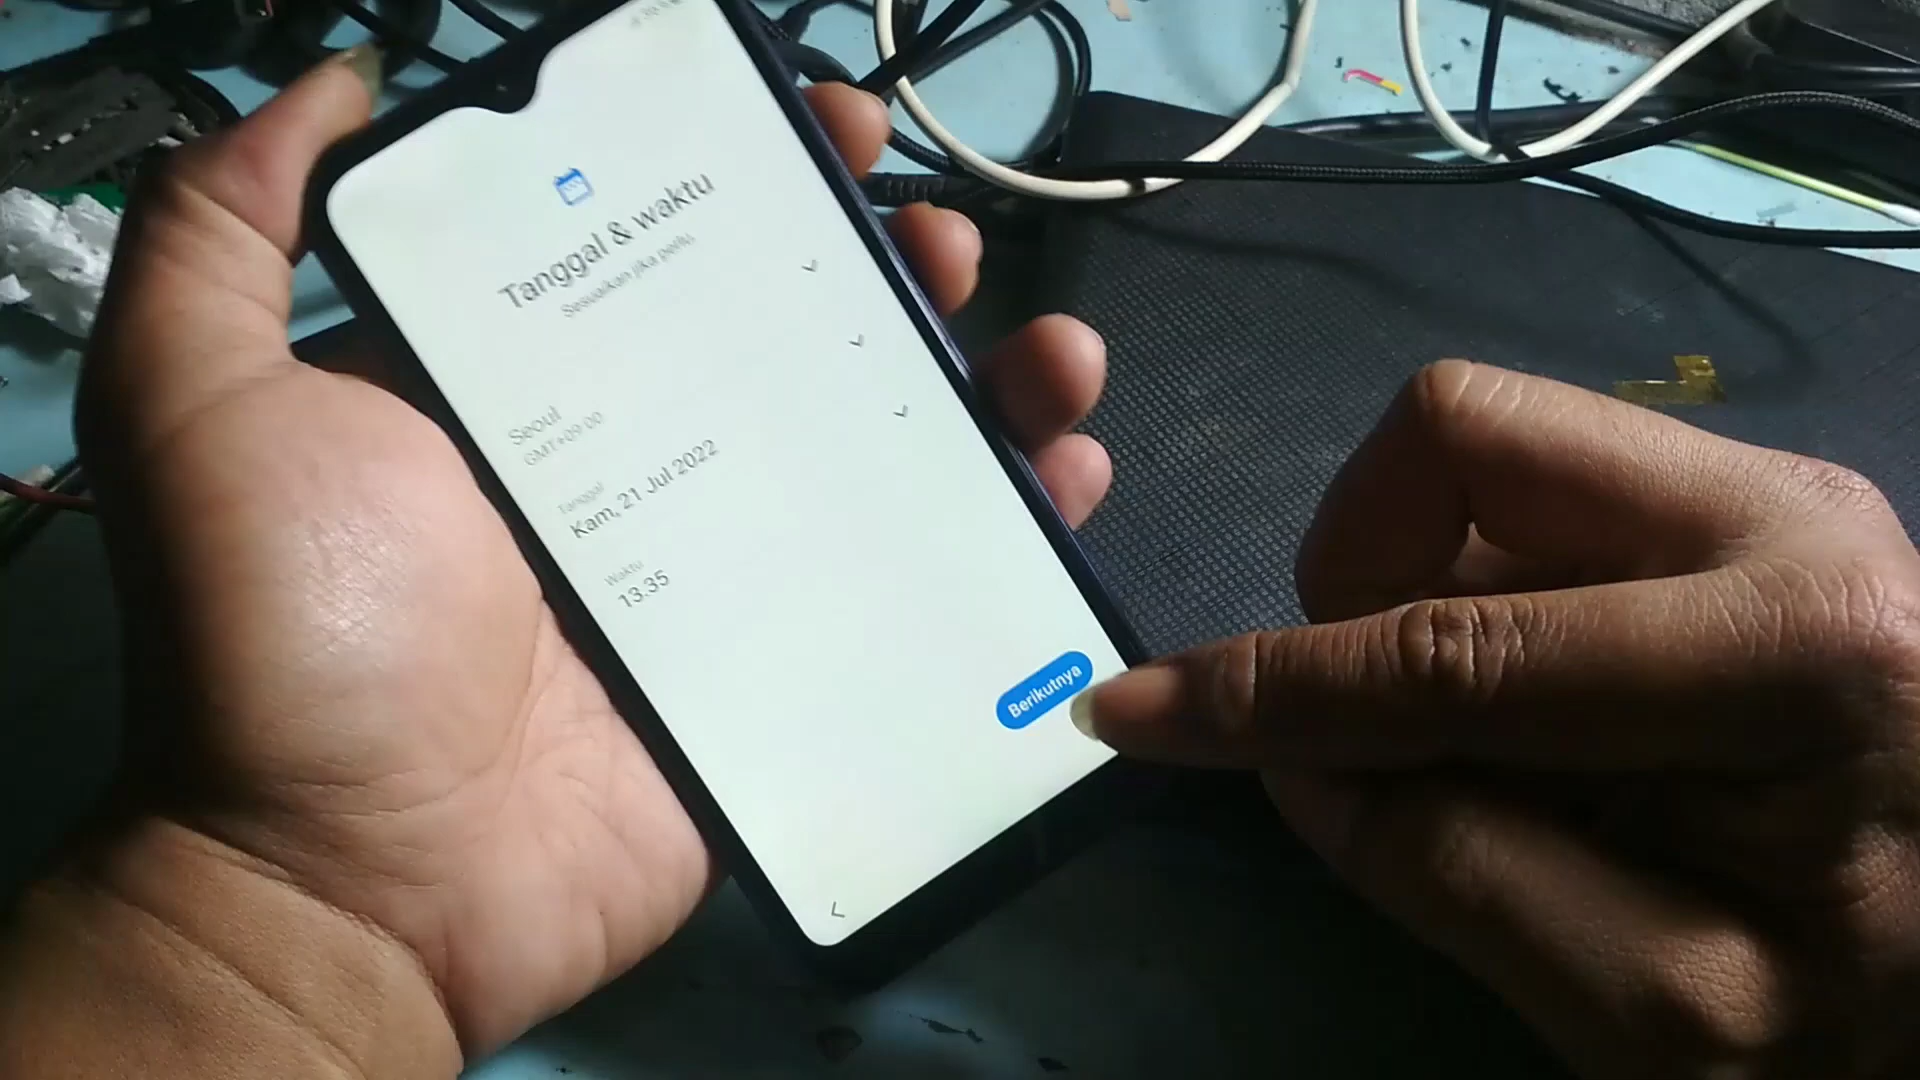 Tanggal & waktu
Sesuaikan jika perlu.
Seoul
GMT+09:00
Tanggal
Kam, 21 Jul 2022
Waktu
13.35
Berikutnya